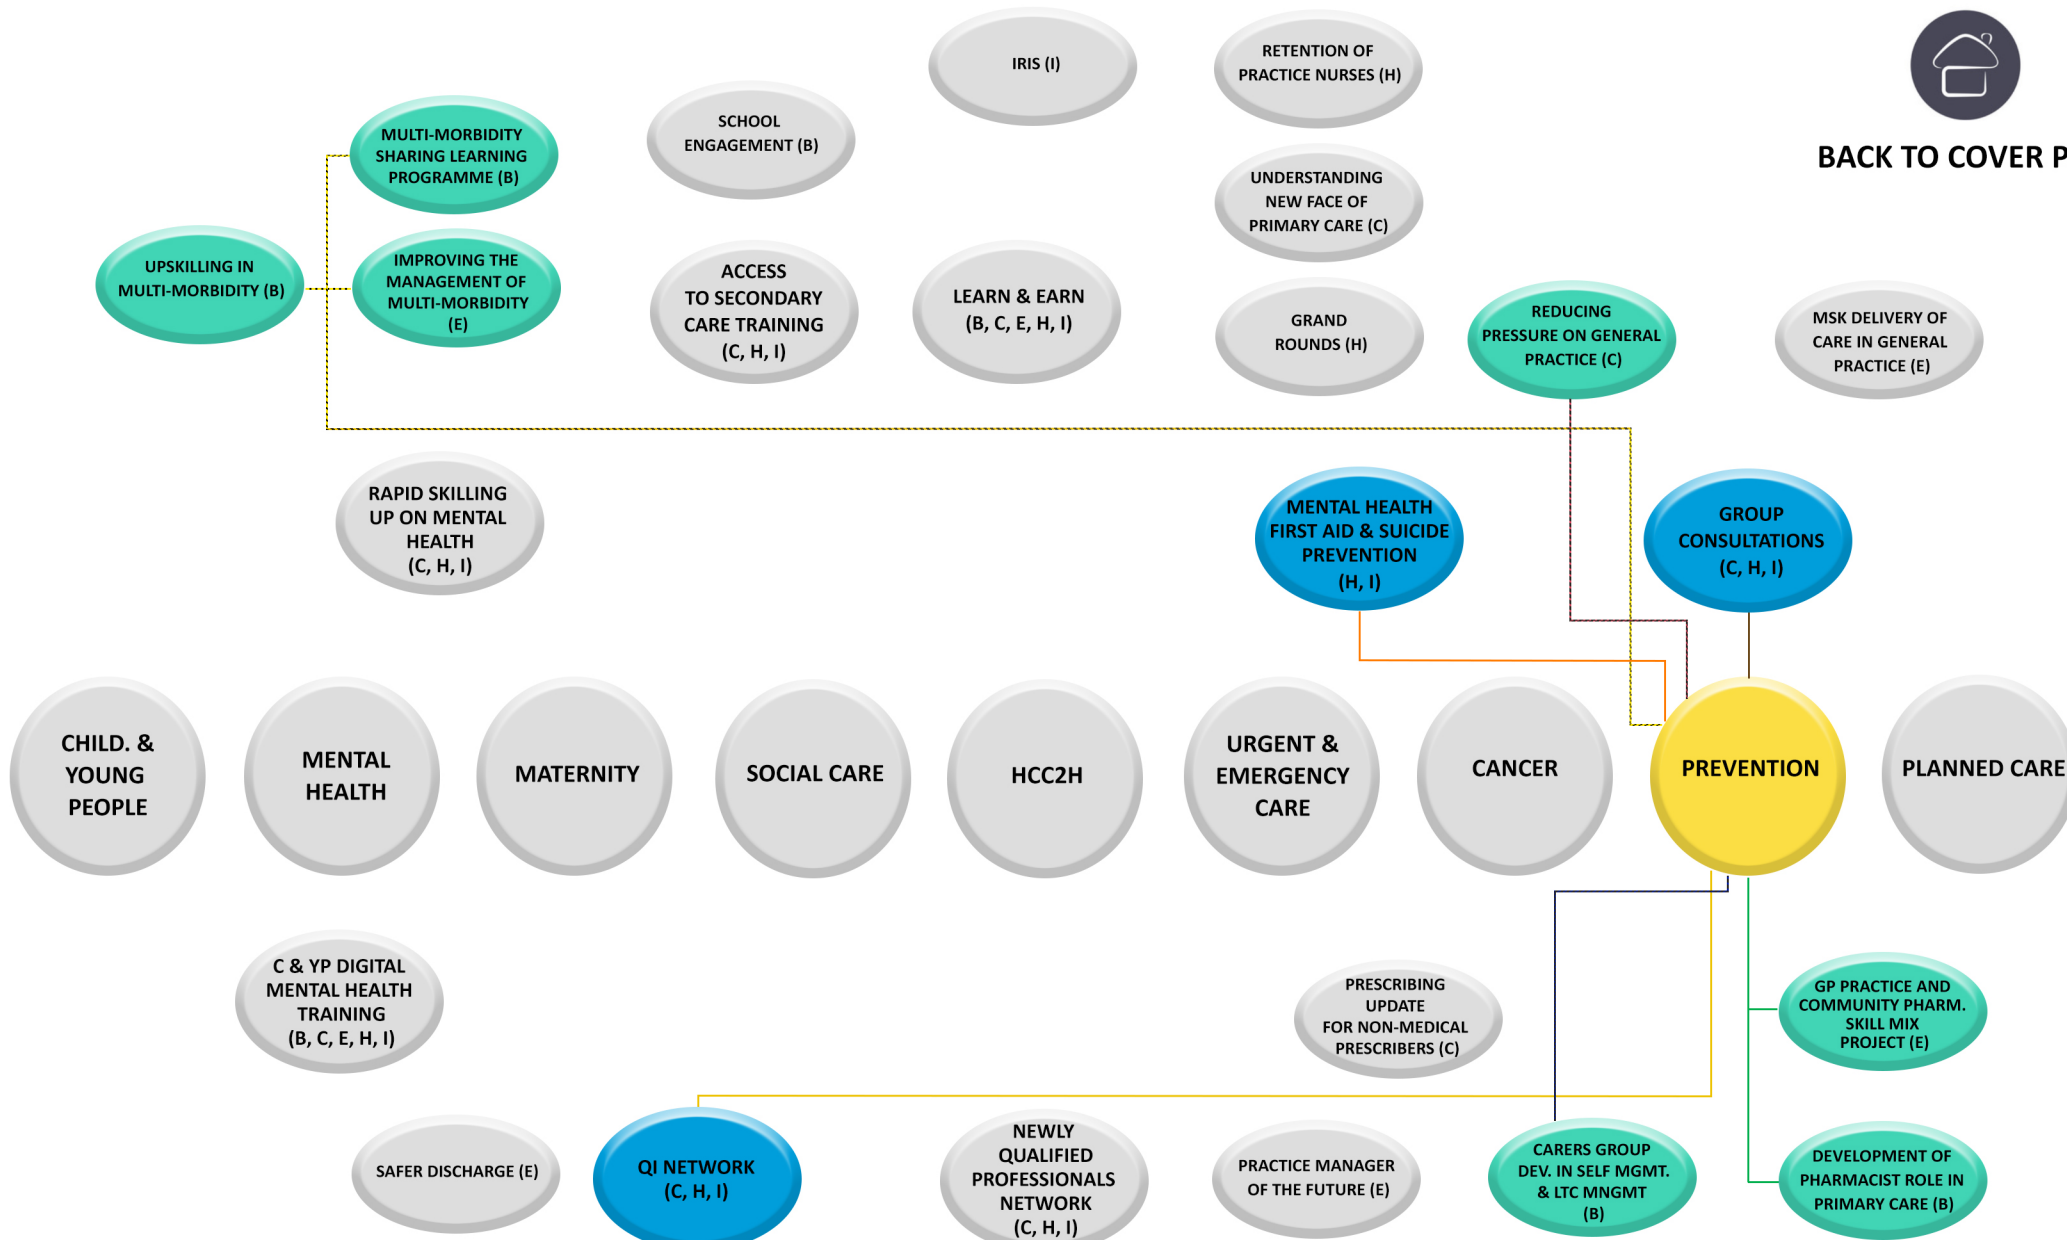 IRIS (I)
RETENTION OF
PRACTICE NURSES (H)
BACK TO COVER P
MULTI-MORBIDITY
SHARING LEARNING
PROGRAMME (B)
SCHOOL
ENGAGEMENT (B)
UNDERSTANDING
NEW FACE OF
PRIMARY CARE (C)
UPSKILLING IN
MULTI-MORBIDITY (B)
IMPROVING THE
MANAGEMENT OF
MULTI-MORBIDITY
(E)
ACCESS
TO SECONDARY
CARE TRAINING
(C, H, I)
LEARN & EARN
(B, C, E, H, I)
GRAND
ROUNDS (H)
REDUCING
PRESSURE ON GENERAL
PRACTICE (C)
MSK DELIVERY OF
CARE IN GENERAL
PRACTICE (E)
RAPID SKILLING
UP ON MENTAL
HEALTH
(C, H, I)
MENTAL HEALTH
FIRST AID & SUICIDE
PREVENTION
(H, I)
GROUP
CONSULTATIONS
(C, H, I)
CHILD. &
YOUNG
PEOPLE
MENTAL
HEALTH
MATERNITY
SOCIAL CARE
HCC2H
URGENT &
EMERGENCY
CARE
CANCER
PREVENTION
PLANNED CARE
C & YP DIGITAL
MENTAL HEALTH
TRAINING
(B, C, E, H, I)
PRESCRIBING
UPDATE
FOR NON-MEDICAL
PRESCRIBERS (C)
GP PRACTICE AND
COMMUNITY PHARM.
SKILL MIX
PROJECT (E)
SAFER DISCHARGE (E)
QI NETWORK
(C, H, I)
NEWLY
QUALIFIED
PROFESSIONALS
NETWORK
(C, H, I)
PRACTICE MANAGER
OF THE FUTURE (E)
CARERS GROUP
DEV. IN SELF MGMT.
& LTC MNGMT
(B)
DEVELOPMENT OF
PHARMACIST ROLE IN
PRIMARY CARE (B)